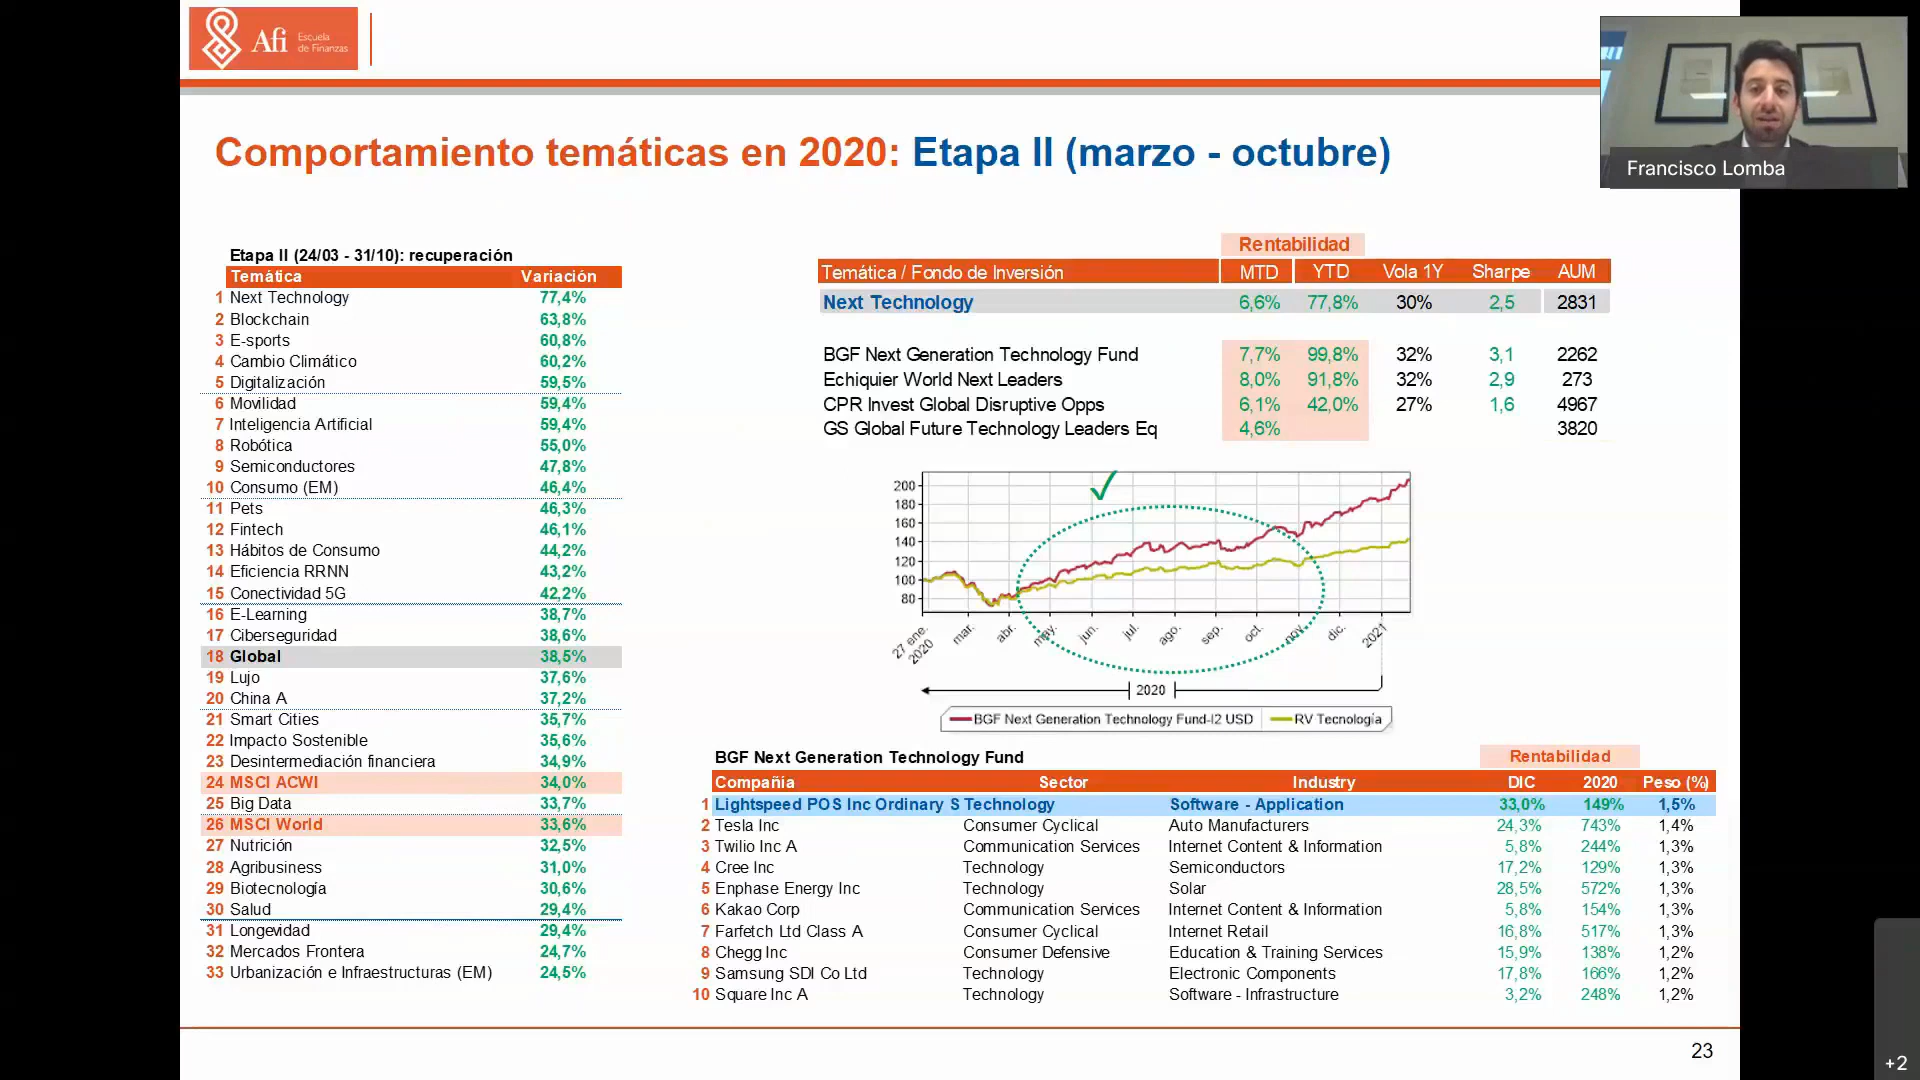 Afi Escuela de Finanzas
Francisco Lomba
Comportamiento temáticas en 2020: Etapa II (marzo - octubre)
Etapa II (24/03 - 31/10): recuperación
Temática Variación
1 Next Technology 77,4%
2 Blockchain 63,8%
3 E-sports 60,8%
4 Cambio Climático 60,2%
5 Digitalización 59,5%
6 Movilidad 59,4%
7 Inteligencia Artificial 59,4%
8 Robótica 55,0%
9 Semiconductores 47,8%
10 Consumo (EM) 46,4%
11 Pets 46,3%
12 Fintech 46,1%
13 Hábitos de Consumo 44,2%
14 Eficiencia RRNN 43,2%
15 Conectividad 5G 42,2%
16 E-Learning 38,7%
17 Ciberseguridad 38,6%
18 Global 38,5%
19 Lujo 37,6%
20 China A 37,2%
21 Smart Cities 35,7%
22 Impacto Sostenible 35,6%
23 Desintermediación financiera 34,9%
24 MSCI ACWI 34,0%
25 Big Data 33,7%
26 MSCI World 33,6%
27 Nutrición 32,5%
28 Agribusiness 31,0%
29 Biotecnología 30,6%
30 Salud 29,4%
31 Longevidad 29,4%
32 Mercados Frontera 24,7%
33 Urbanización e Infraestructuras (EM) 24,5%
Rentabilidad
Temática / Fondo de Inversión MTD YTD Vola 1Y Sharpe AUM
Next Technology 6,6% 77,8% 30% 2,5 2831
BGF Next Generation Technology Fund 7,7% 99,8% 32% 3,1 2262
Echiquier World Next Leaders 8,0% 91,8% 32% 2,9 273
CPR Invest Global Disruptive Opps 6,1% 42,0% 27% 1,6 4967
GS Global Future Technology Leaders Eq 4,6% 3820
200
180
160
140
120
100
80
27 ene. 2020 mar. abr. may. jun. jul. ago. sep. oct. nov. dic. 2021
2020
BGF Next Generation Technology Fund-I2 USD RV Tecnología
BGF Next Generation Technology Fund Rentabilidad
Compañía Sector Industry DIC 2020 Peso (%)
1 Lightspeed POS Inc Ordinary S Technology Software - Application 33,0% 149% 1,5%
2 Tesla Inc Consumer Cyclical Auto Manufacturers 24,3% 743% 1,4%
3 Twilio Inc A Communication Services Internet Content & Information 5,8% 244% 1,3%
4 Cree Inc Technology Semiconductors 17,2% 129% 1,3%
5 Enphase Energy Inc Technology Solar 28,5% 572% 1,3%
6 Kakao Corp Communication Services Internet Content & Information 5,8% 154% 1,3%
7 Farfetch Ltd Class A Consumer Cyclical Internet Retail 16,8% 517% 1,3%
8 Chegg Inc Consumer Defensive Education & Training Services 15,9% 138% 1,2%
9 Samsung SDI Co Ltd Technology Electronic Components 17,8% 166% 1,2%
10 Square Inc A Technology Software - Infrastructure 3,2% 248% 1,2%
23
+2